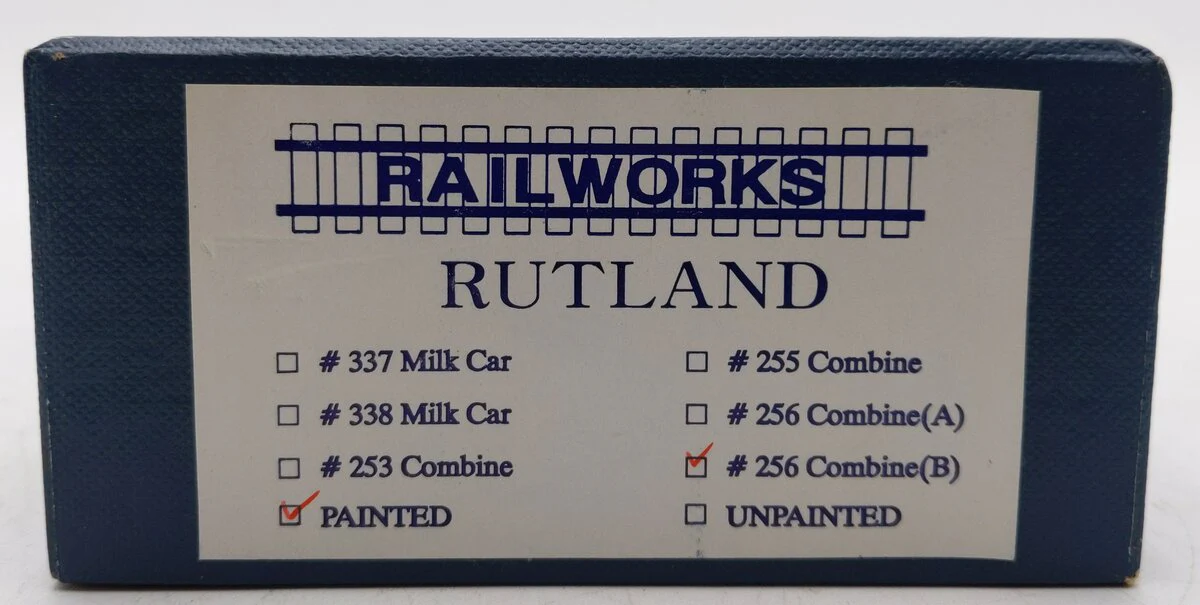 RAILWORKS
RUTLAND
☐ # 337 Milk Car
☐ # 338 Milk Car
☐ # 253 Combine
☑ PAINTED
☐ # 255 Combine
☐ # 256 Combine(A)
☑ # 256 Combine(B)
☐ UNPAINTED